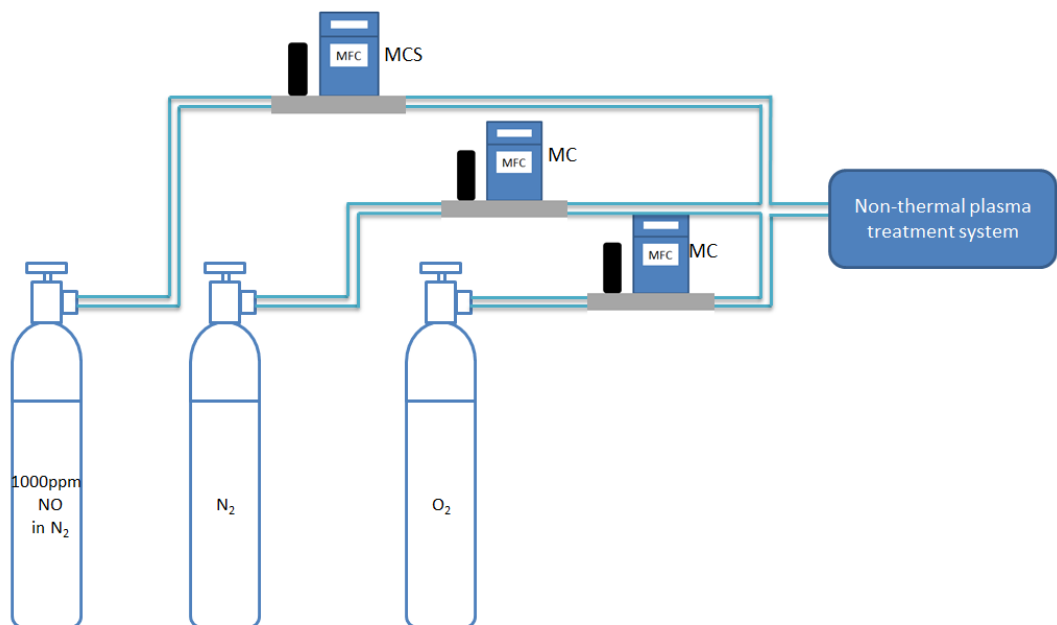 MFC
MCS
MFC
MC
MFC
MC
Non-thermal plasma
treatment system
1000ppm
NO
in N₂
N₂
O₂